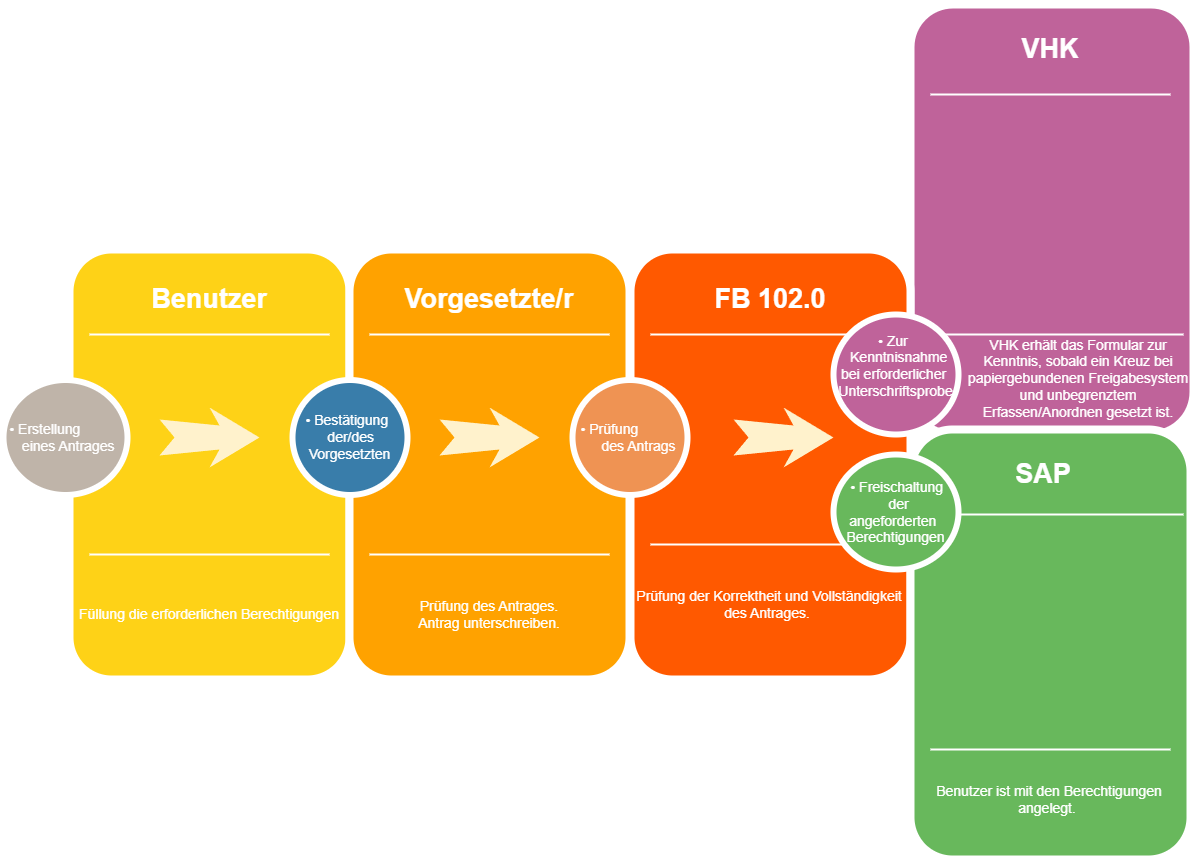 Benutzer
• Erstellung
eines Antrages
Füllung die erforderlichen Berechtigungen
Vorgesetzte/r
• Bestätigung
der/des
Vorgesetzten
Prüfung des Antrages.
Antrag unterschreiben.
FB 102.0
• Prüfung
des Antrags
Prüfung der Korrektheit und Vollständigkeit
des Antrages.
VHK
• Zur
Kenntnisnahme
bei erforderlicher
Unterschriftsprobe
VHK erhält das Formular zur
Kenntnis, sobald ein Kreuz bei
papiergebundenen Freigabesystem
und unbegrenztem
Erfassen/Anordnen gesetzt ist.
SAP
• Freischaltung
der
angeforderten
Berechtigungen
Benutzer ist mit den Berechtigungen
angelegt.